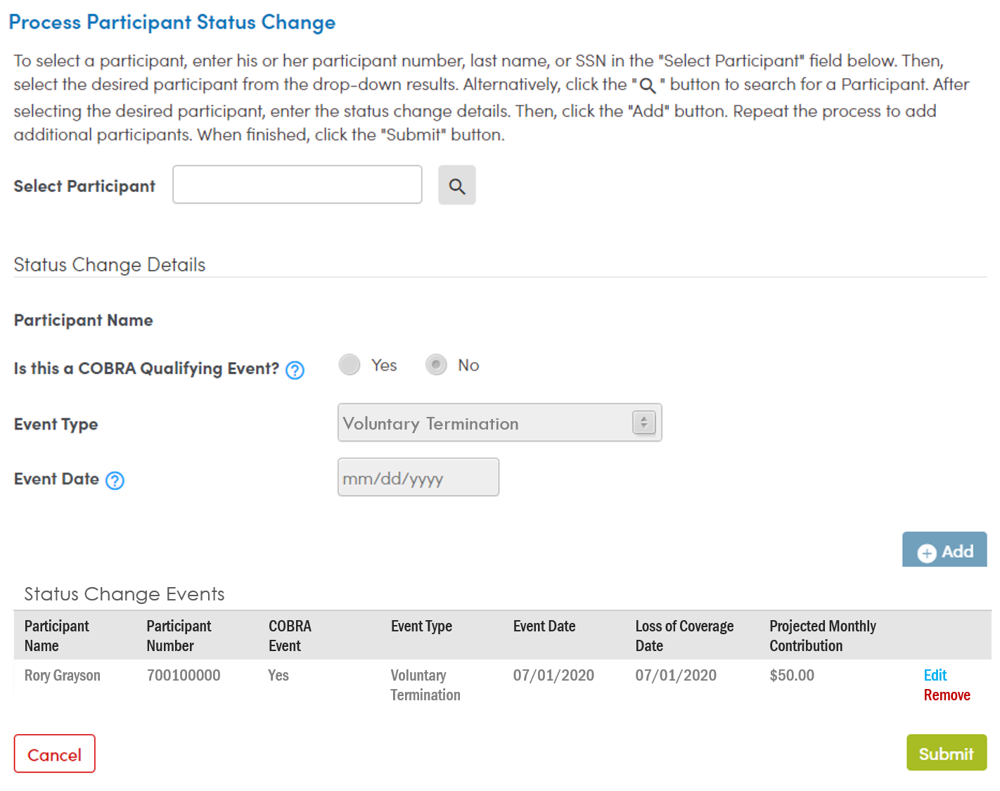 Process Participant Status Change
To select a participant, enter his or her participant number, last name, or SSN in the "Select Participant" field below. Then,
select the desired participant from the drop-down results. Alternatively, click the " " button to search for a Participant. After
selecting the desired participant, enter the status change details. Then, click the "Add" button. Repeat the process to add
additional participants. When finished, click the "Submit" button.
Select Participant
Status Change Details
Participant Name
Is this a COBRA Qualifying Event? ? Yes No
Event Type Voluntary Termination
Event Date ? mm/dd/yyyy
+ Add
Status Change Events
Participant Participant COBRA Event Type Event Date Loss of Coverage Projected Monthly
Name Number Event Date Contribution
Rory Grayson 700100000 Yes Voluntary 07/01/2020 07/01/2020 $50.00 Edit
Termination Remove
Cancel Submit